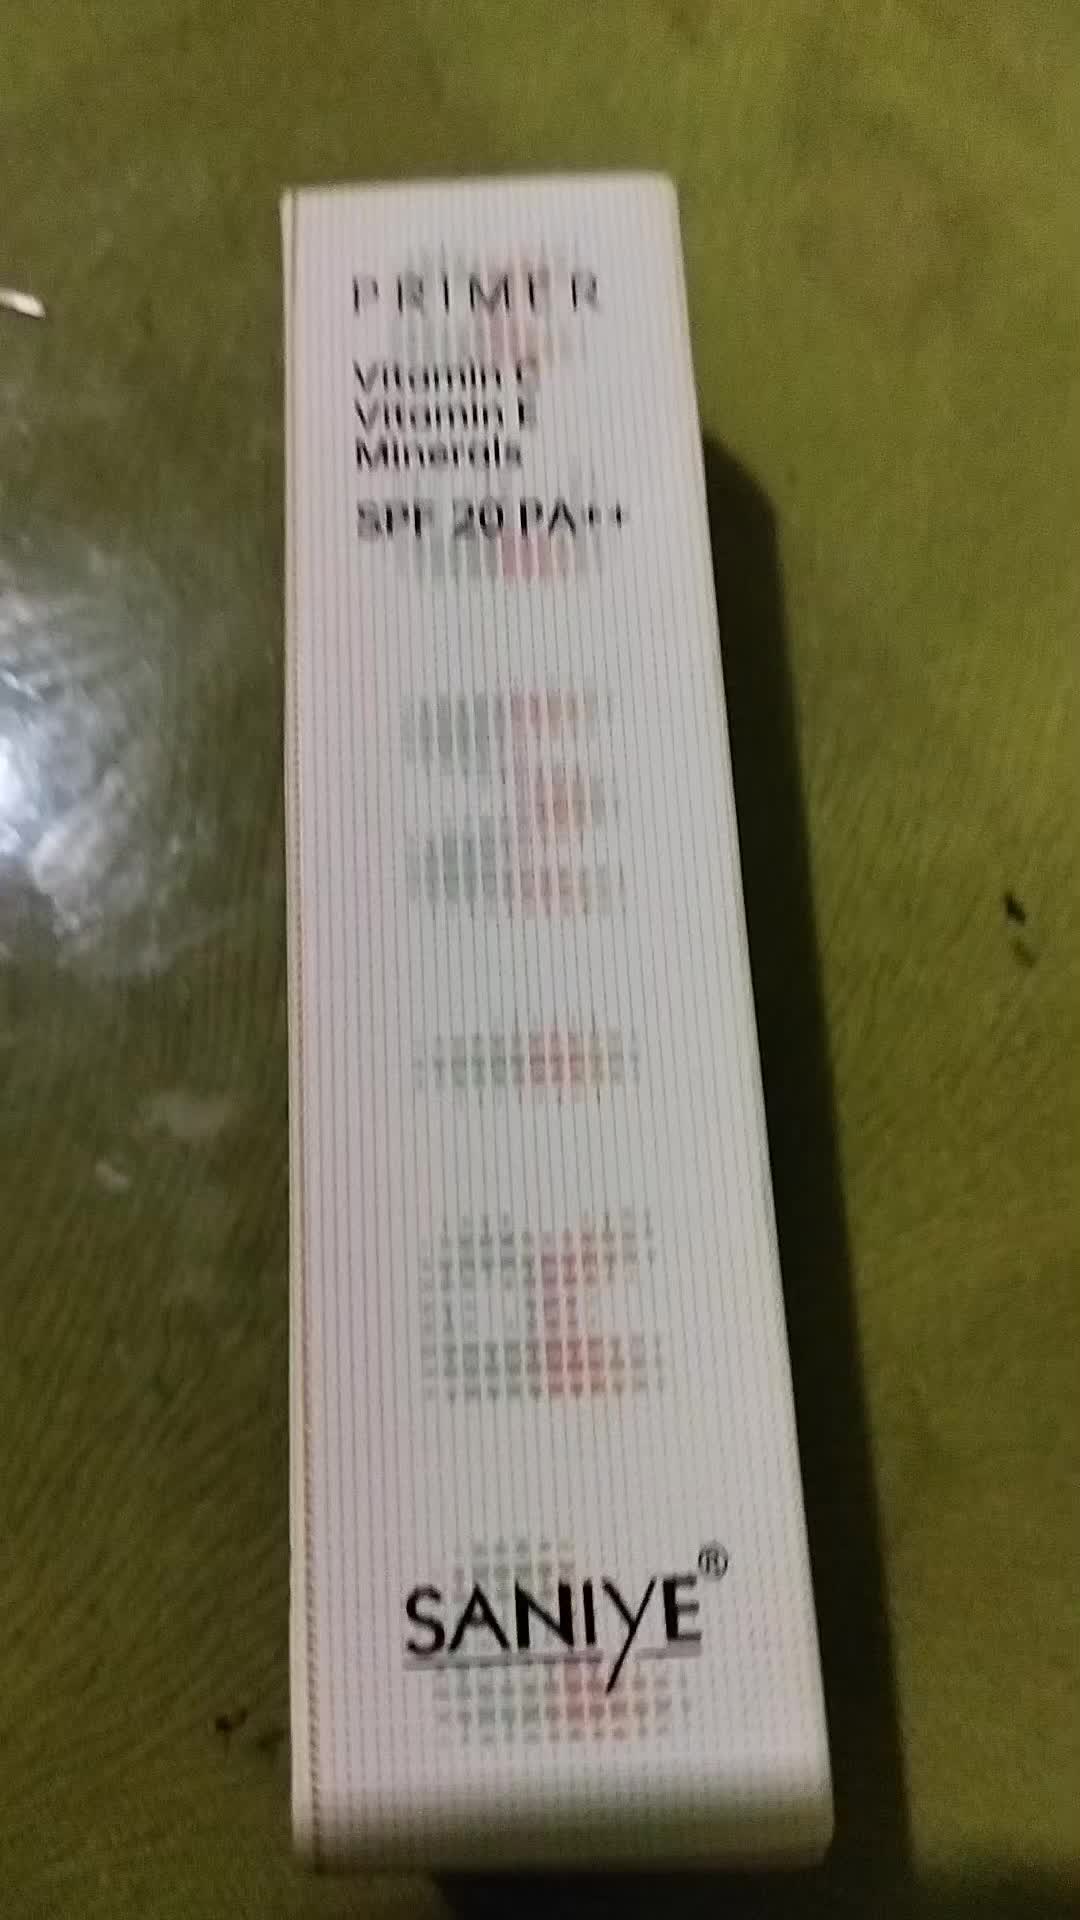 PRIMER
Vitamin C
Vitamin E
Minerals
SPF 20 PA++
SANIYE®